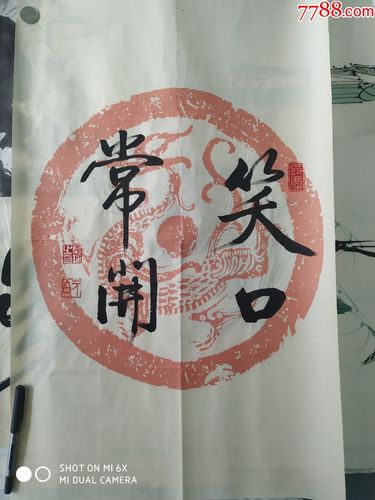 7788.com
笑口
常開
SHOT ON MI 6X
MI DUAL CAMERA